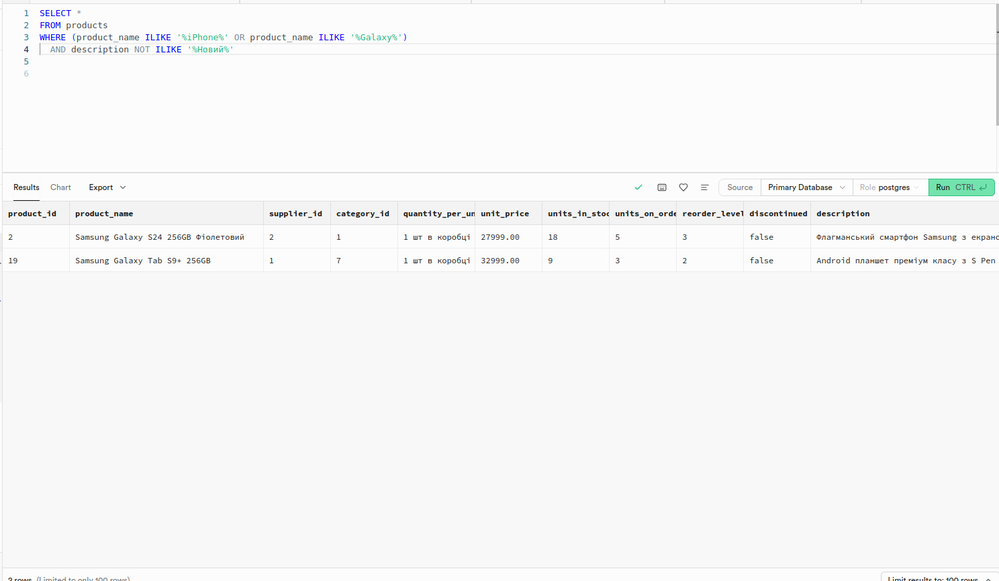 1 SELECT *
2 FROM products
3 WHERE (product_name ILIKE '%iPhone%' OR product_name ILIKE '%Galaxy%')
4 AND description NOT ILIKE '%Новий%'
5
6
Results Chart Export Source Primary Database Role postgres Run CTRL
product_id product_name supplier_id category_id quantity_per_un unit_price units_in_stoc units_on_orde reorder_level discontinued description
2 Samsung Galaxy S24 256GB Фіолетовий 2 1 1 шт в коробці 27999.00 18 5 3 false Флагманський смартфон Samsung з екрано
19 Samsung Galaxy Tab S9+ 256GB 1 7 1 шт в коробці 32999.00 9 3 2 false Android планшет преміум класу з S Pen
2 rows (Limited to only 100 rows) Limit results to: 100 rows